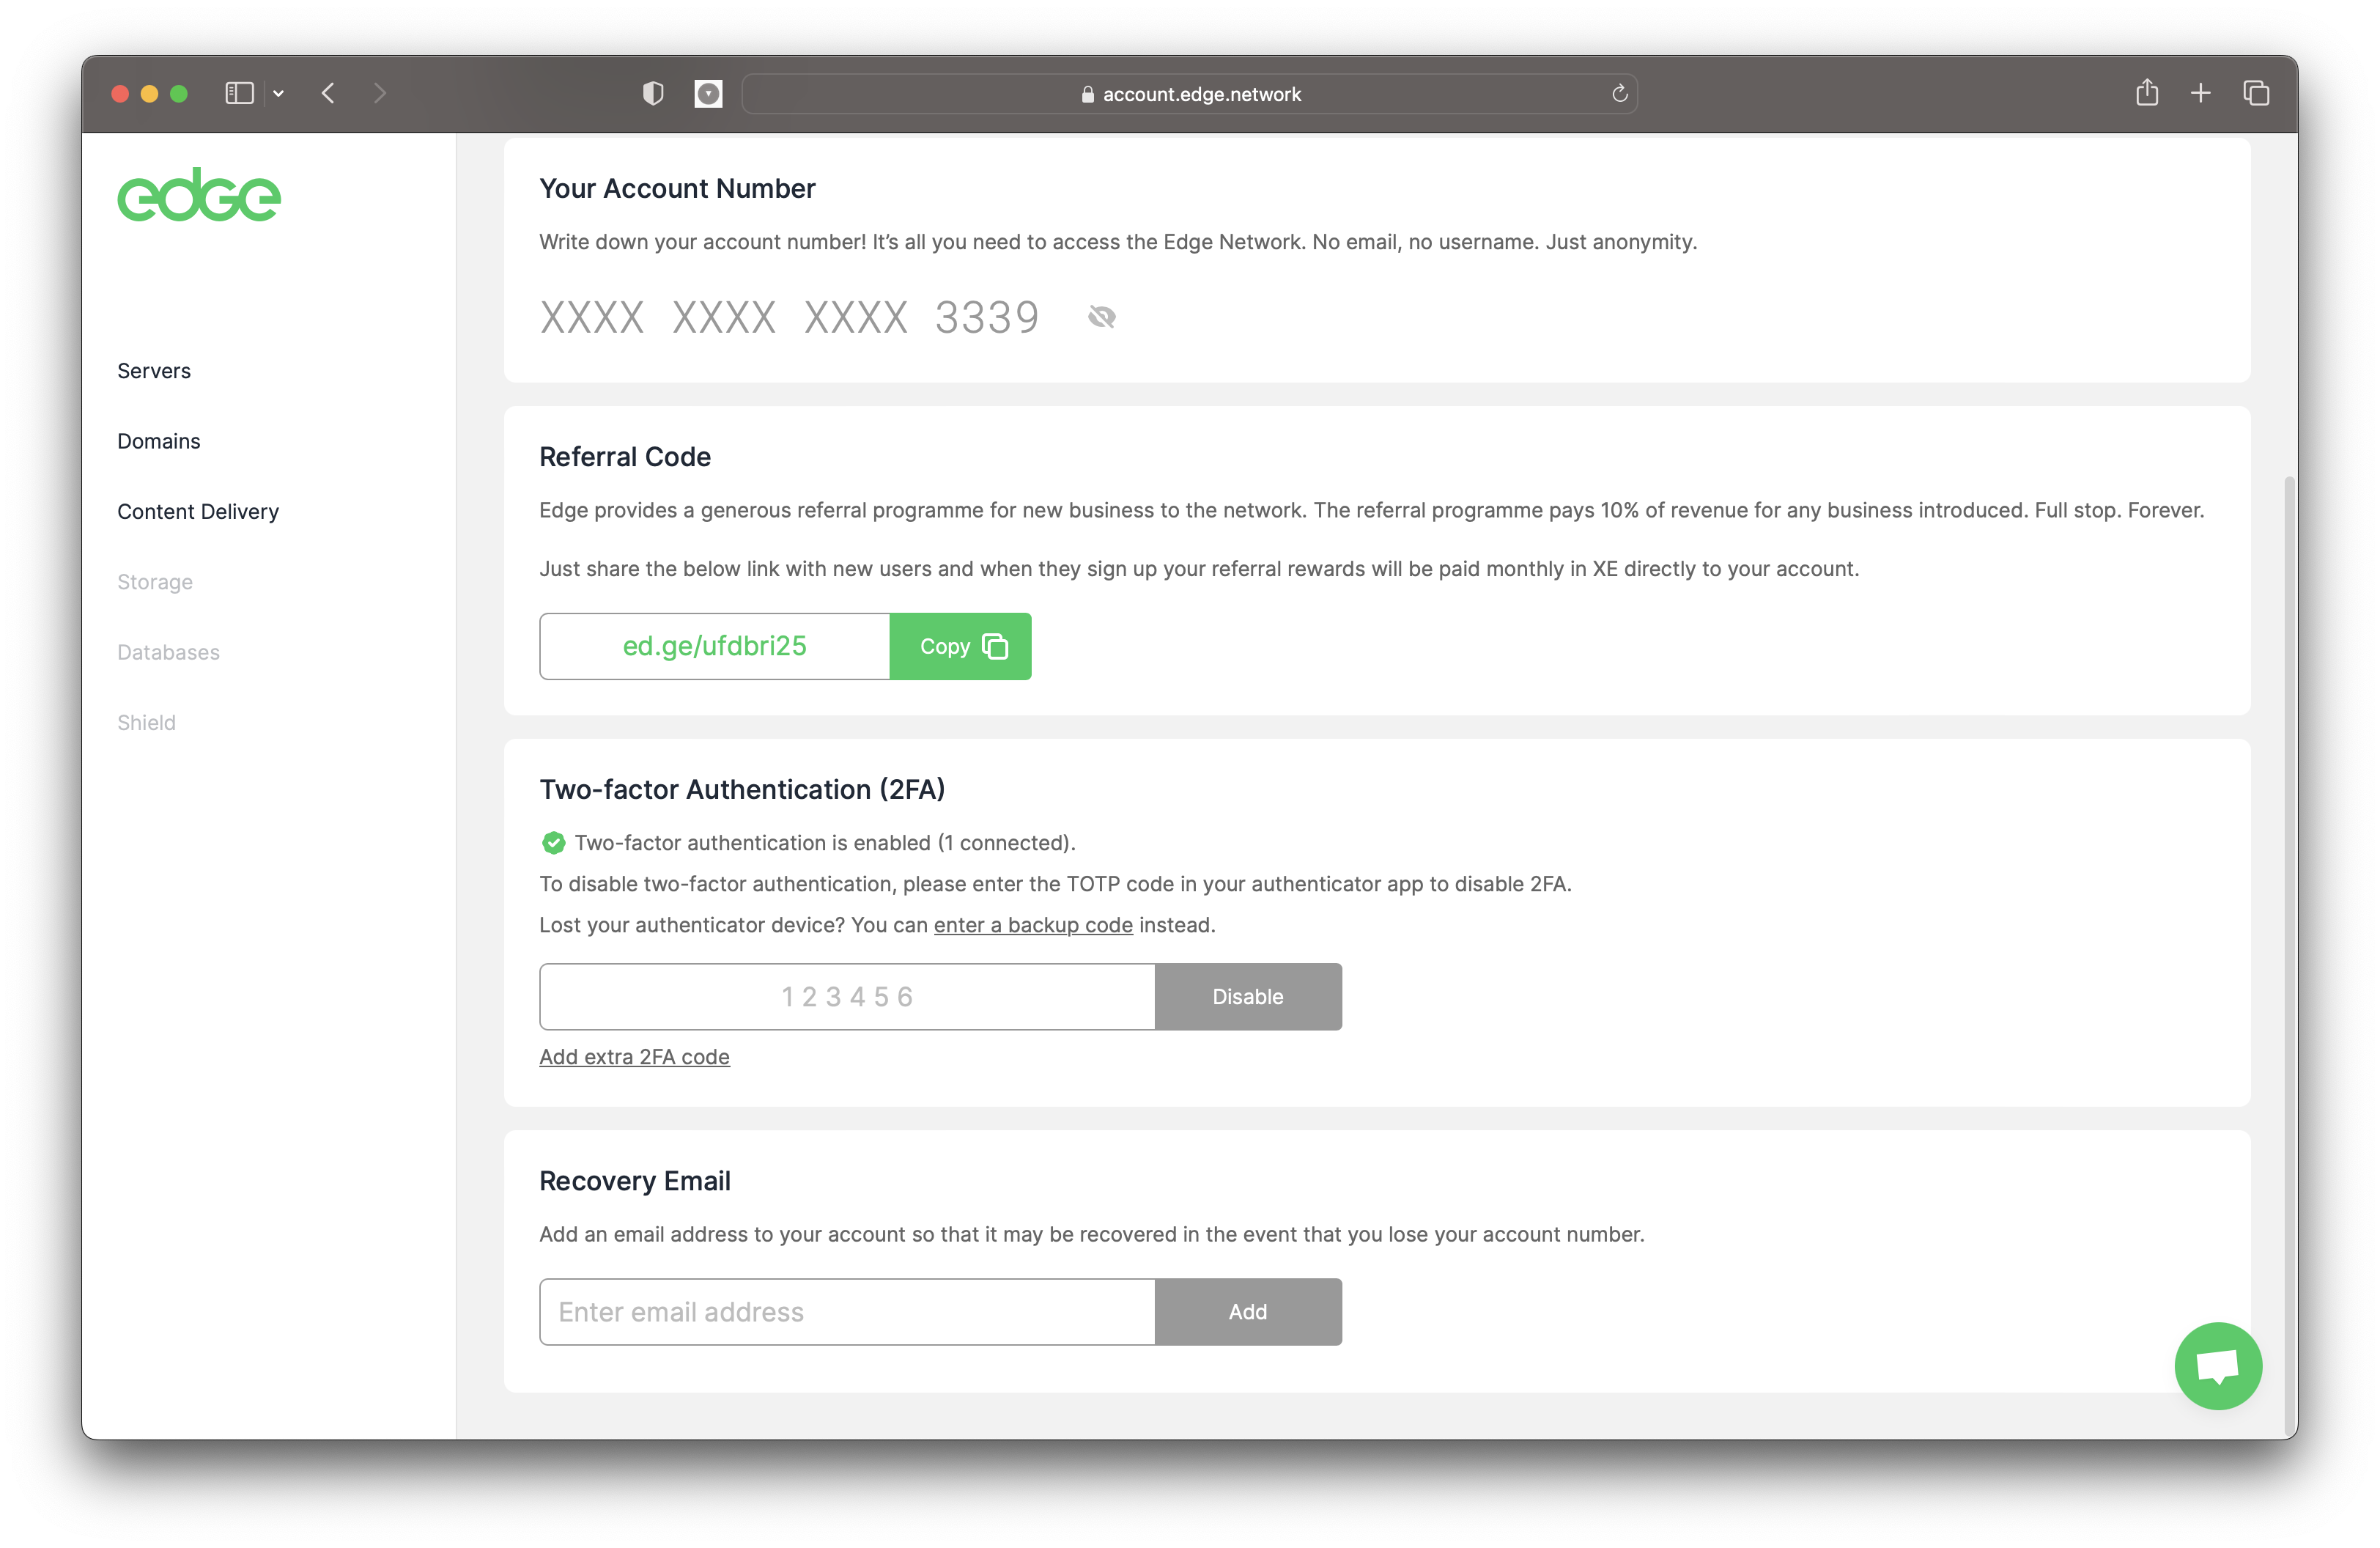 account.edge.network
edge
Servers
Domains
Content Delivery
Storage
Databases
Shield
Your Account Number
Write down your account number! It’s all you need to access the Edge Network. No email, no username. Just anonymity.
XXXX XXXX XXXX 3339
Referral Code
Edge provides a generous referral programme for new business to the network. The referral programme pays 10% of revenue for any business introduced. Full stop. Forever.
Just share the below link with new users and when they sign up your referral rewards will be paid monthly in XE directly to your account.
ed.ge/ufdbri25 Copy
Two-factor Authentication (2FA)
Two-factor authentication is enabled (1 connected).
To disable two-factor authentication, please enter the TOTP code in your authenticator app to disable 2FA.
Lost your authenticator device? You can enter a backup code instead.
1 2 3 4 5 6 Disable
Add extra 2FA code
Recovery Email
Add an email address to your account so that it may be recovered in the event that you lose your account number.
Enter email address Add